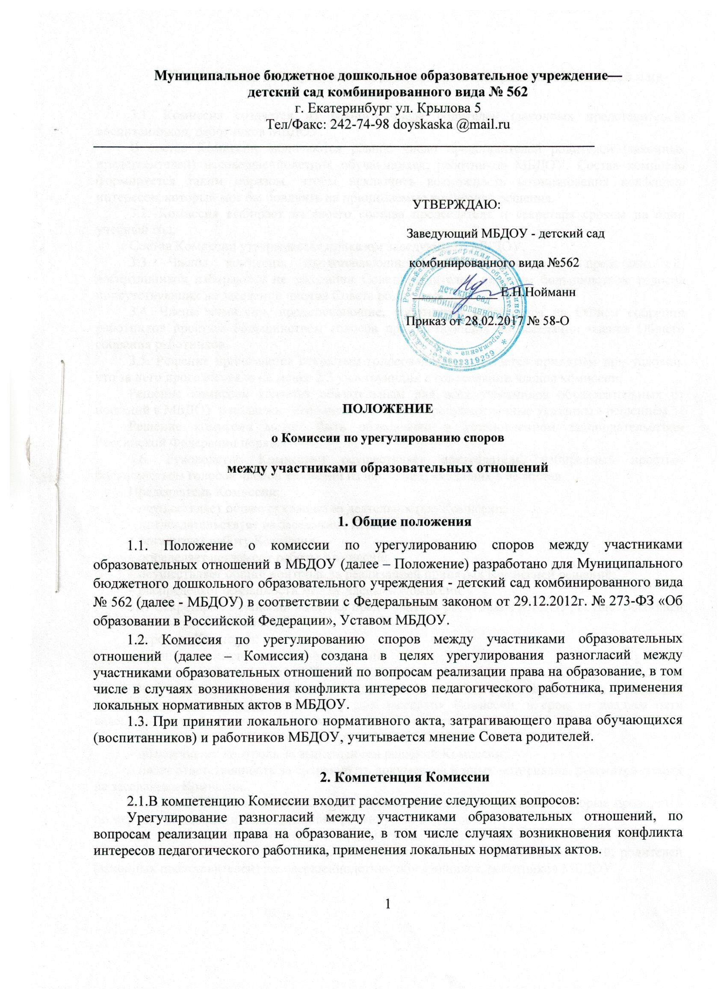 Муниципальное бюджетное дошкольное образовательное учреждение—
детский сад комбинированного вида № 562
г. Екатеринбург ул. Крылова 5
Тел/Факс: 242-74-98 doyskaska @mail.ru
УТВЕРЖДАЮ:
Заведующий МБДОУ - детский сад
комбинированного вида №562
Е.Н.Нойманн
детский сад
комбинированного
вида №
Приказ от 28.02.2017 № 58-О
ПОЛОЖЕНИЕ
о Комиссии по урегулированию споров
между участниками образовательных отношений
1. Общие положения
1.1. Положение о комиссии по урегулированию споров между участниками
образовательных отношений в МБДОУ (далее – Положение) разработано для Муниципального
бюджетного дошкольного образовательного учреждения - детский сад комбинированного вида
№ 562 (далее - МБДОУ) в соответствии с Федеральным законом от 29.12.2012г. № 273-ФЗ «Об
образовании в Российской Федерации», Уставом МБДОУ.
1.2. Комиссия по урегулированию споров между участниками образовательных
отношений (далее – Комиссия) создана в целях урегулирования разногласий между
участниками образовательных отношений по вопросам реализации права на образование, в том
числе в случаях возникновения конфликта интересов педагогического работника, применения
локальных нормативных актов в МБДОУ.
1.3. При принятии локального нормативного акта, затрагивающего права обучающихся
(воспитанников) и работников МБДОУ, учитывается мнение Совета родителей.
2. Компетенция Комиссии
2.1.В компетенцию Комиссии входит рассмотрение следующих вопросов:
Урегулирование разногласий между участниками образовательных отношений, по
вопросам реализации права на образование, в том числе случаях возникновения конфликта
интересов педагогического работника, применения локальных нормативных актов.
1